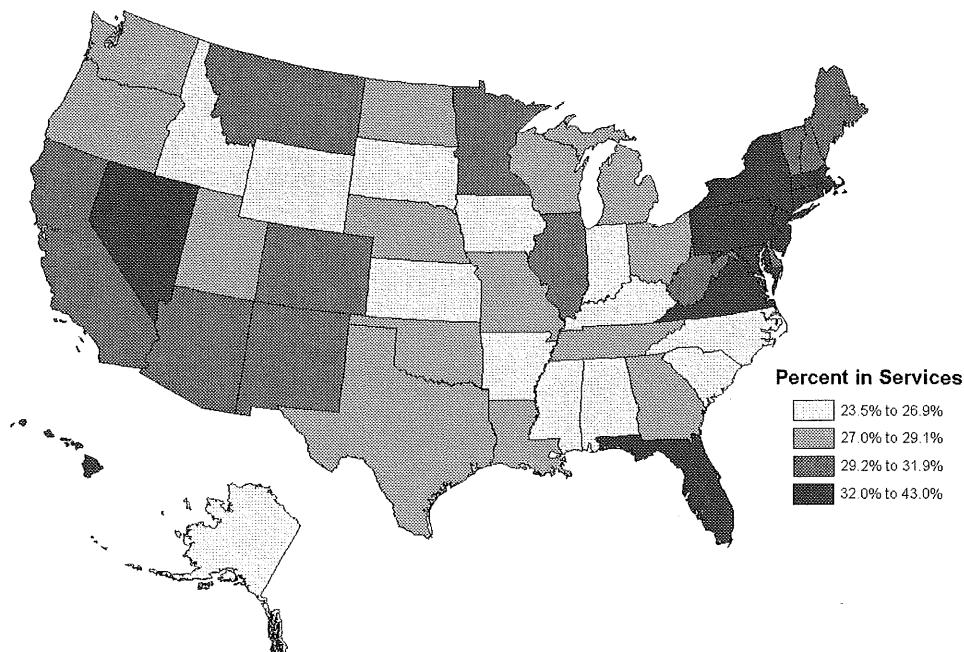 Percent in Services
23.5% to 26.9%
27.0% to 29.1%
29.2% to 31.9%
32.0% to 43.0%